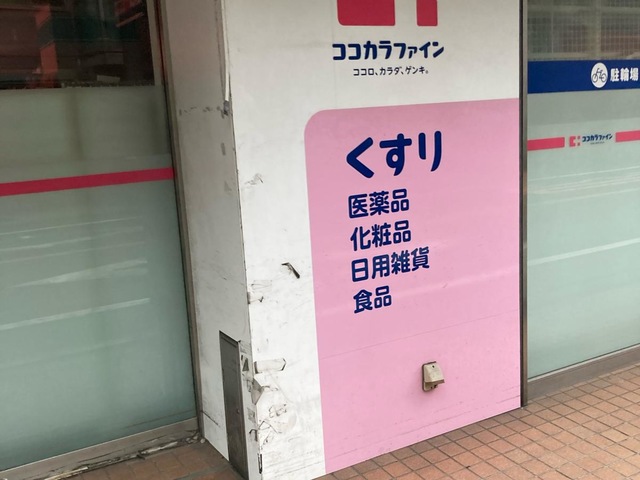 ココカラファイン
ココロ、カラダ、ゲンキ。
くすり
医薬品
化粧品
日用雑貨
食品
駐輪場
ココカラファイン